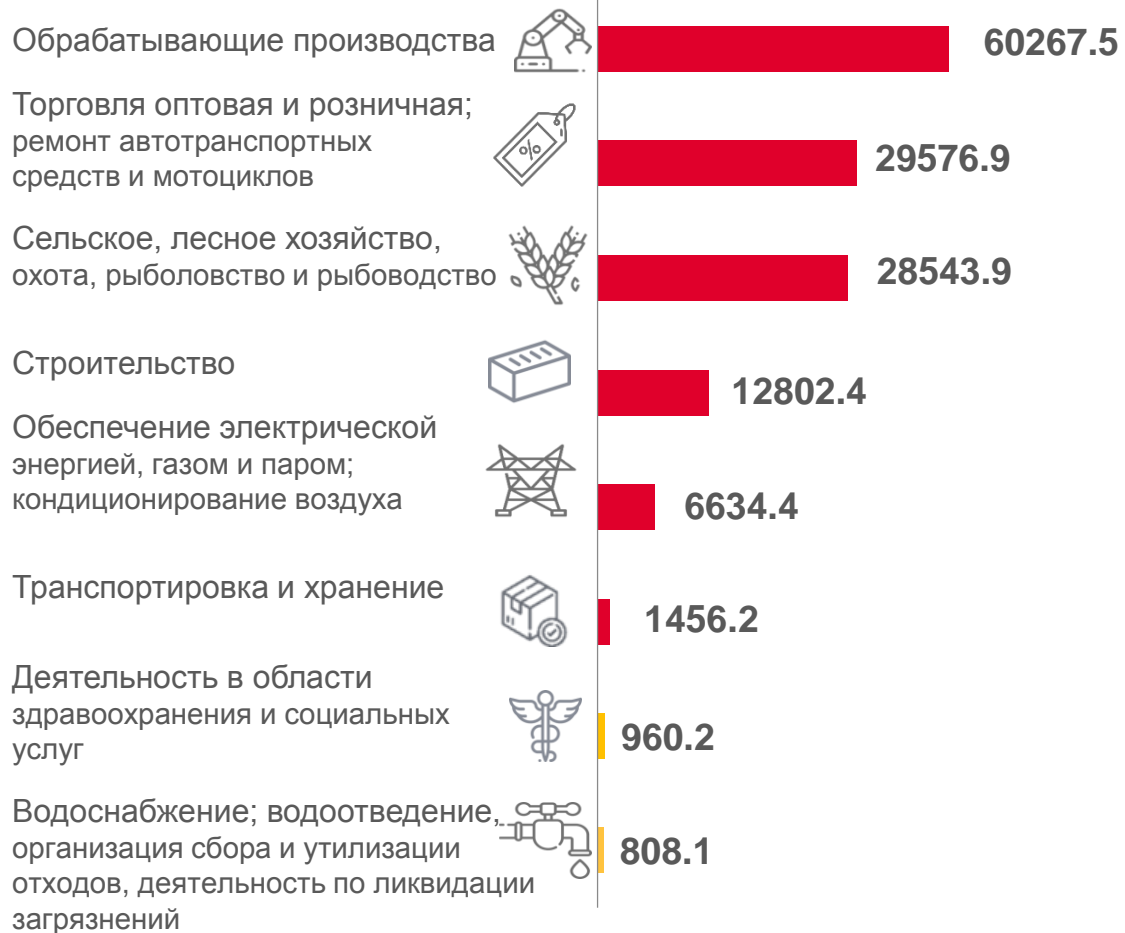 Обрабатывающие производства
60267.5
Торговля оптовая и розничная;
ремонт автотранспортных
средств и мотоциклов
%
29576.9
Сельское, лесное хозяйство,
охота, рыболовство и рыбоводство
28543.9
Строительство
12802.4
Обеспечение электрической
энергией, газом и паром;
кондиционирование воздуха
6634.4
Транспортировка и хранение
1456.2
Деятельность в области
здравоохранения и социальных
услуг
960.2
Водоснабжение; водоотведение,
организация сбора и утилизации
отходов, деятельность по ликвидации
загрязнений
808.1